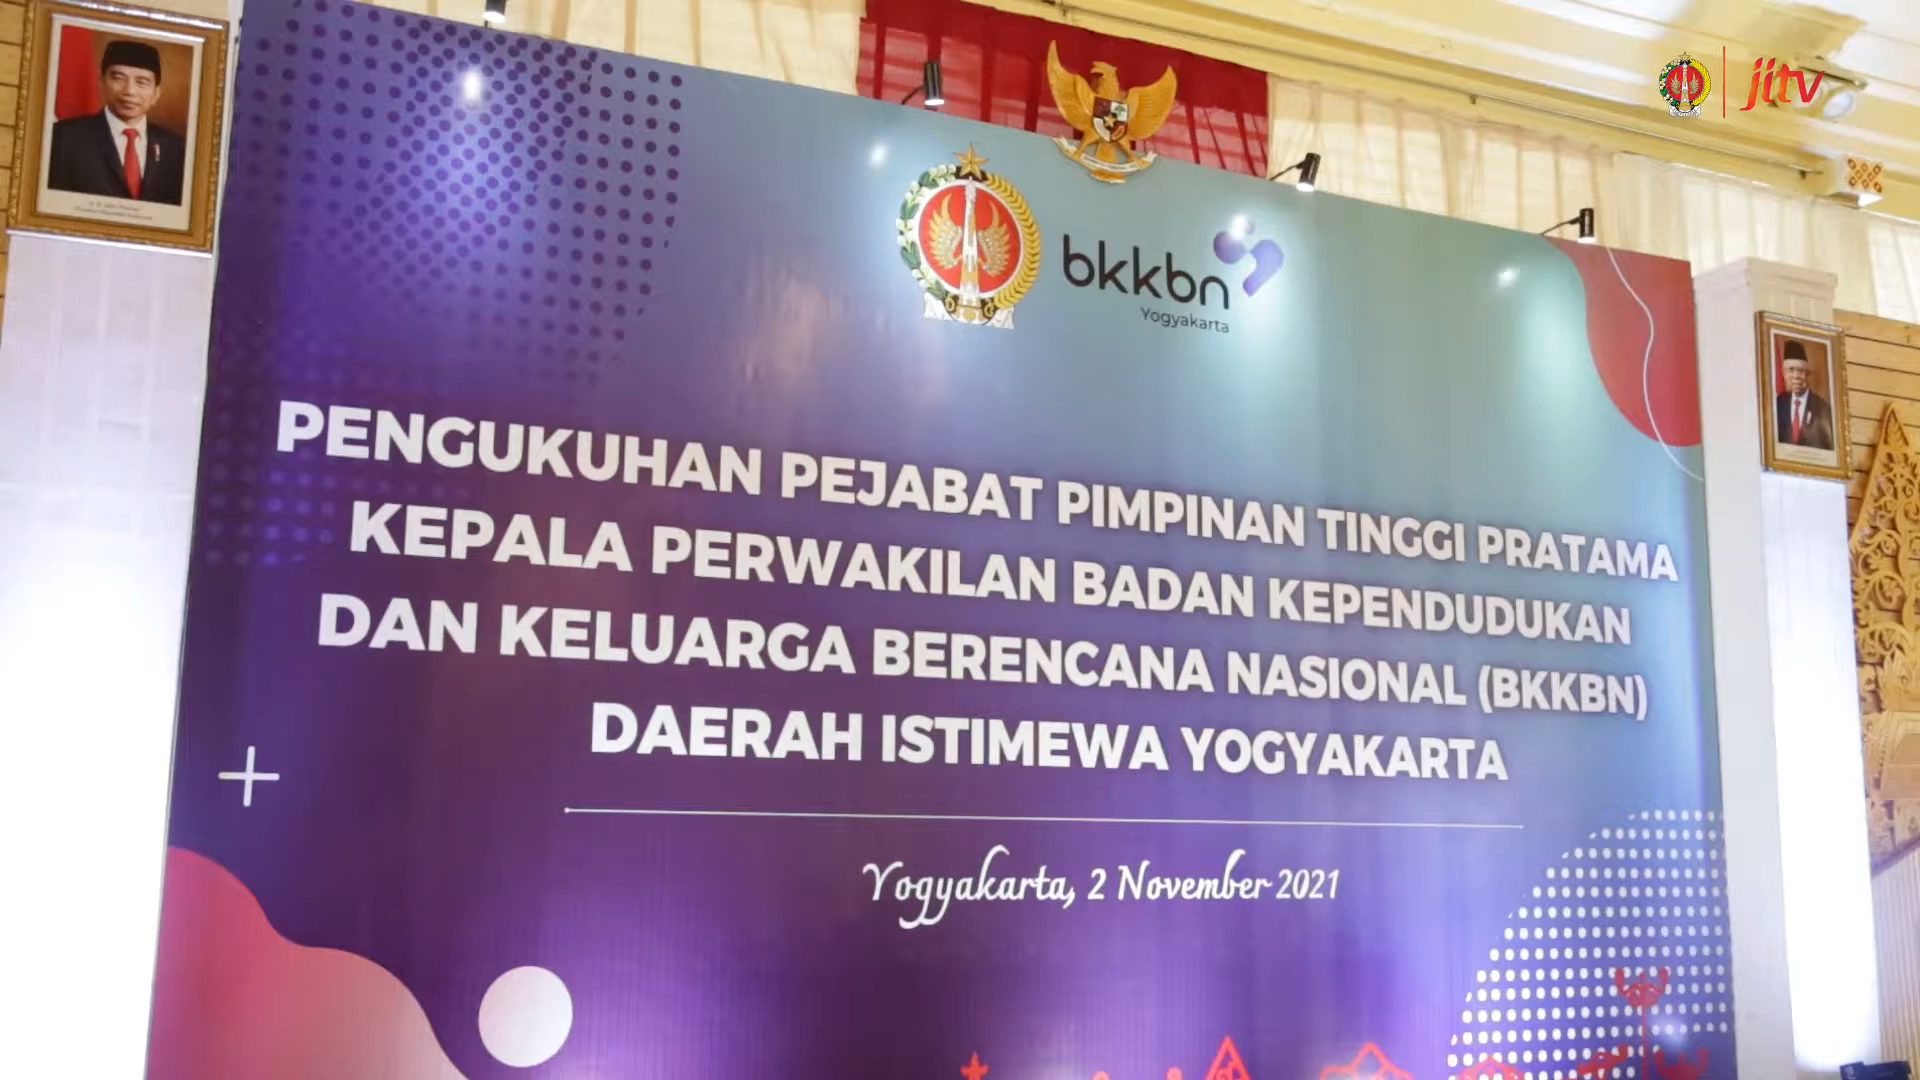 jitv
bkkbn
Yogyakarta
PENGUKUHAN PEJABAT PIMPINAN TINGGI PRATAMA
KEPALA PERWAKILAN BADAN KEPENDUDUKAN
DAN KELUARGA BERENCANA NASIONAL (BKKBN)
DAERAH ISTIMEWA YOGYAKARTA
Yogyakarta, 2 November 2021